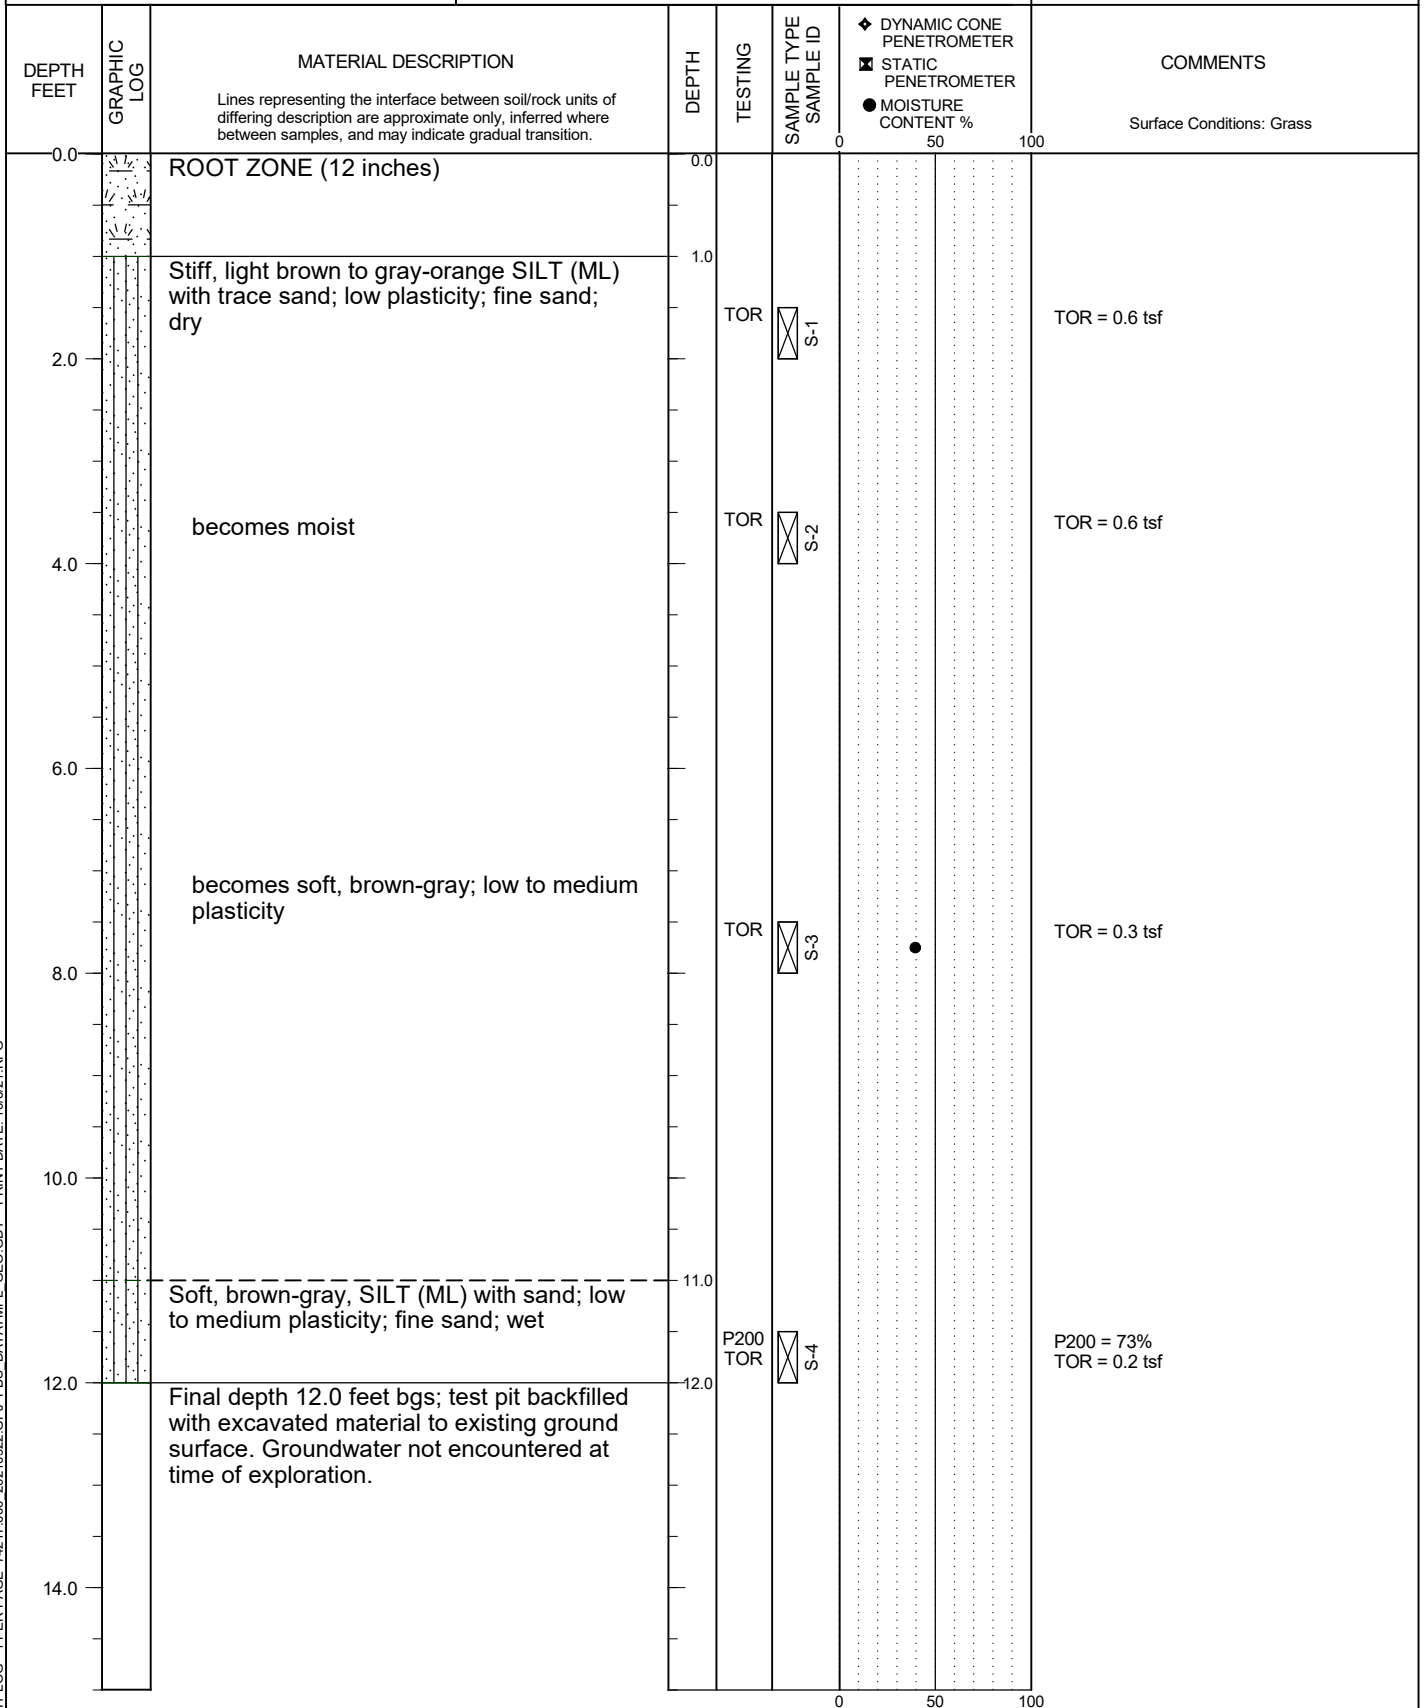 DEPTH
FEET
GRAPHIC
LOG
MATERIAL DESCRIPTION
Lines representing the interface between soil/rock units of
differing description are approximate only, inferred where
between samples, and may indicate gradual transition.
DEPTH
TESTING
SAMPLE TYPE
SAMPLE ID
DYNAMIC CONE
PENETROMETER
STATIC
PENETROMETER
MOISTURE
CONTENT %
0 50 100
COMMENTS
Surface Conditions: Grass
0.0
ROOT ZONE (12 inches)
0.0
Stiff, light brown to gray-orange SILT (ML)
with trace sand; low plasticity; fine sand;
dry
1.0
TOR
S-1
TOR = 0.6 tsf
2.0
becomes moist
TOR
S-2
TOR = 0.6 tsf
4.0
6.0
becomes soft, brown-gray; low to medium
plasticity
TOR
S-3
TOR = 0.3 tsf
8.0
10.0
11.0
Soft, brown-gray, SILT (ML) with sand; low
to medium plasticity; fine sand; wet
P200
TOR
S-4
P200 = 73%
TOR = 0.2 tsf
12.0
12.0
Final depth 12.0 feet bgs; test pit backfilled
with excavated material to existing ground
surface. Groundwater not encountered at
time of exploration.
14.0
0 50 100